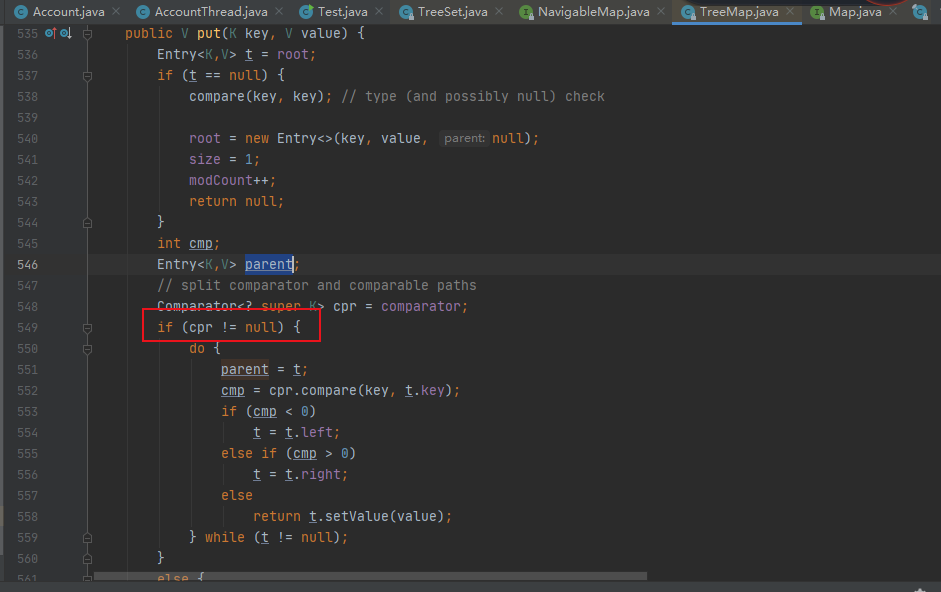 Account.java × AccountThread.java × Test.java × TreeSet.java × NavigableMap.java × TreeMap.java × Map.java ×
535 public V put(K key, V value) {
536 Entry<K,V> t = root;
537 if (t == null) {
538 compare(key, key); // type (and possibly null) check
539
540 root = new Entry<>(key, value, parent: null);
541 size = 1;
542 modCount++;
543 return null;
544 }
545 int cmp;
546 Entry<K,V> parent;
547 // split comparator and comparable paths
548 Comparator<? super K> cpr = comparator;
549 if (cpr != null) {
550 do {
551 parent = t;
552 cmp = cpr.compare(key, t.key);
553 if (cmp < 0)
554 t = t.left;
555 else if (cmp > 0)
556 t = t.right;
557 else
558 return t.setValue(value);
559 } while (t != null);
560 }
561 else {